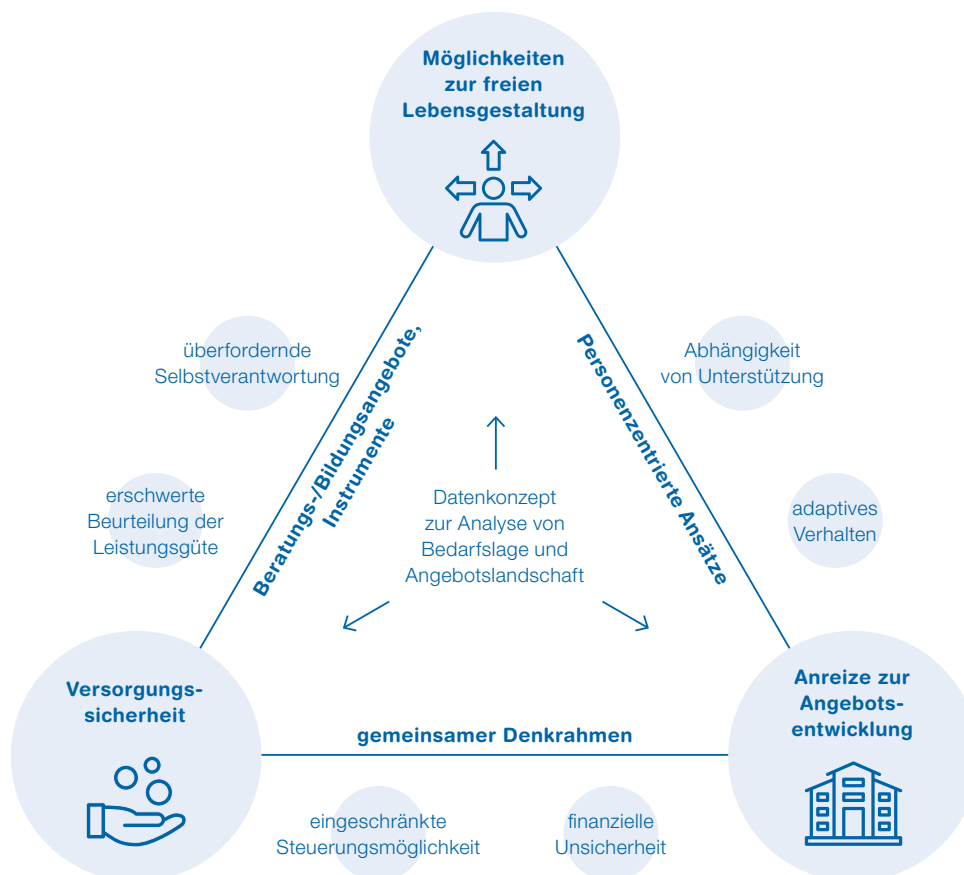 Möglichkeiten
zur freien
Lebensgestaltung
überfordernde
Selbstverantwortung
Beratungs-/Bildungsangebote,
Instrumente
Personenzentrierte Ansätze
Abhängigkeit
von Unterstützung
erschwerte
Beurteilung der
Leistungsgüte
Datenkonzept
zur Analyse von
Bedarfslage und
Angebotslandschaft
adaptives
Verhalten
Versorgungs-
sicherheit
gemeinsamer Denkrahmen
Anreize zur
Angebots-
entwicklung
eingeschränkte
Steuerungsmöglichkeit
finanzielle
Unsicherheit